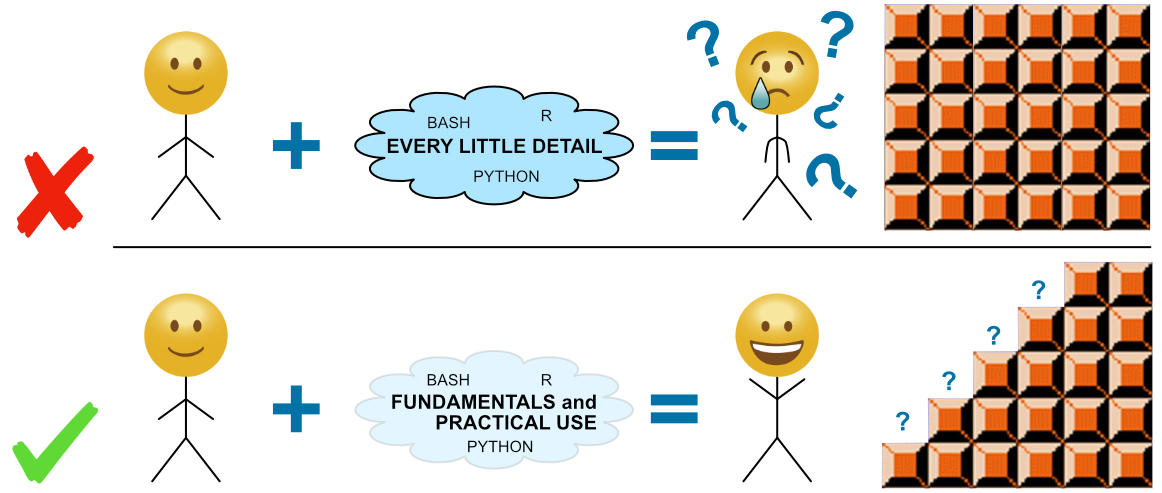 ? ?
BASH R
? ?
EVERY LITTLE DETAIL
PYTHON
?
?
BASH R
?
FUNDAMENTALS and
?
PRACTICAL USE
?
PYTHON